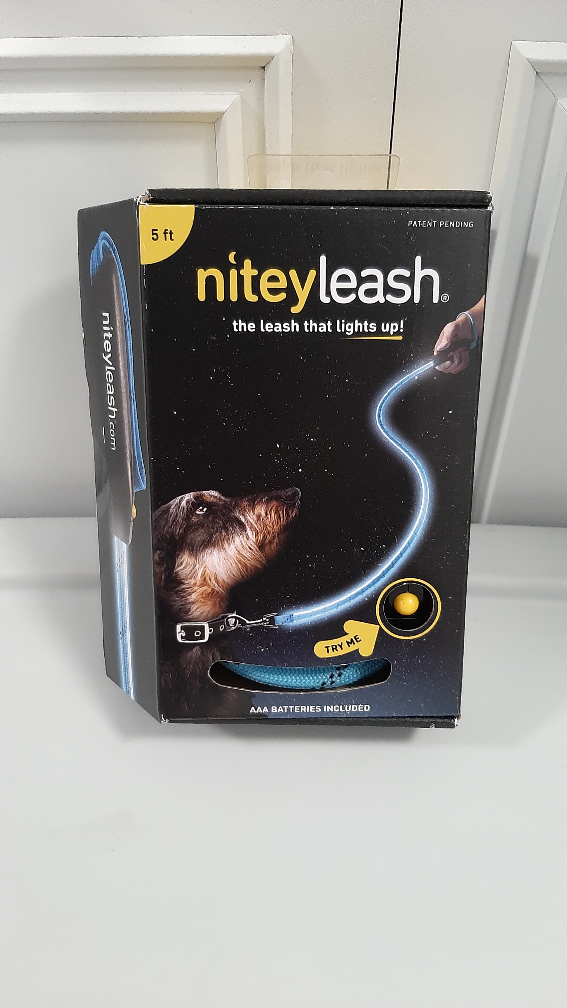 5 ft
PATENT PENDING
niteyleash®
the leash that lights up!
niteyleash.com
TRY ME
AAA BATTERIES INCLUDED